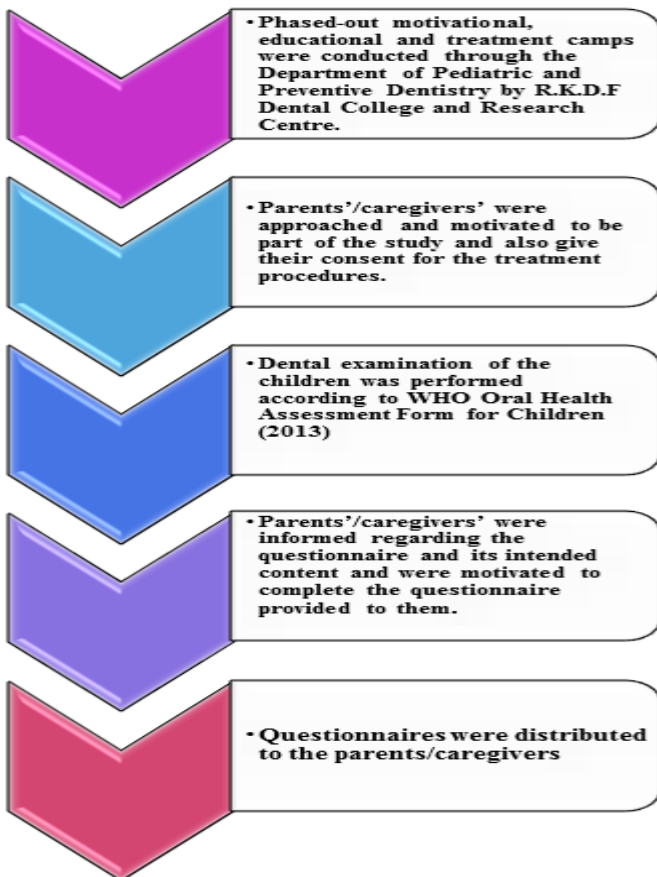 • Phased-out motivational,
educational and treatment camps
were conducted through the
Department of Pediatric and
Preventive Dentistry by R.K.D.F
Dental College and Research
Centre.
• Parents’/caregivers’ were
approached and motivated to be
part of the study and also give
their consent for the treatment
procedures.
• Dental examination of the
children was performed
according to WHO Oral Health
Assessment Form for Children
(2013)
• Parents’/caregivers’ were
informed regarding the
questionnaire and its intended
content and were motivated to
complete the questionnaire
provided to them.
• Questionnaires were distributed
to the parents/caregivers